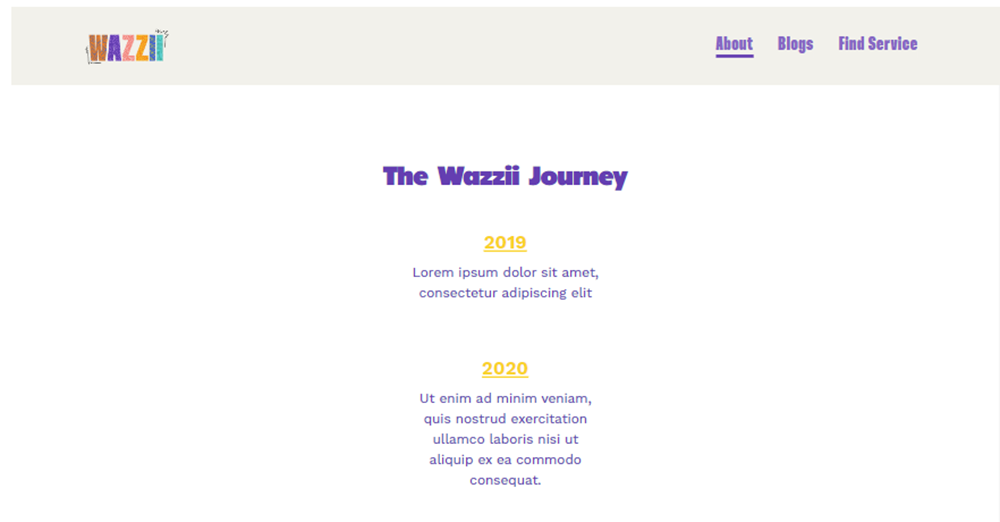 WAZZII
About Blogs Find Service
The Wazzii Journey
2019
Lorem ipsum dolor sit amet,
consectetur adipiscing elit
2020
Ut enim ad minim veniam,
quis nostrud exercitation
ullamco laboris nisi ut
aliquip ex ea commodo
consequat.